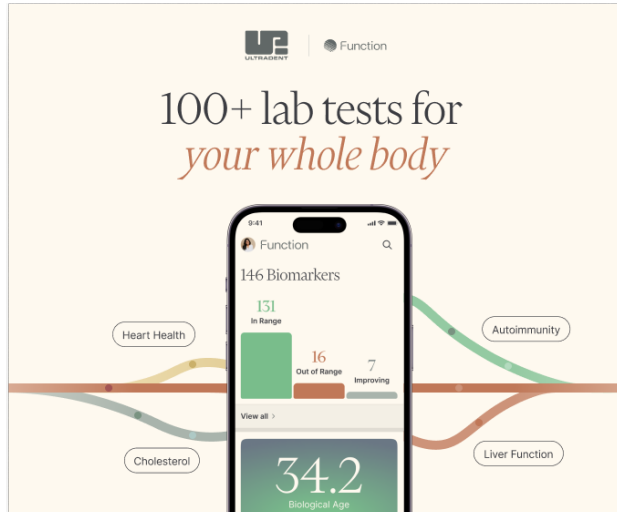 UP
ULTRADENT
Function
100+ lab tests for
your whole body
9:41
Function
146 Biomarkers
131
In Range
16
Out of Range
7
Improving
View all >
34.2
Biological Age
Heart Health
Cholesterol
Autoimmunity
Liver Function